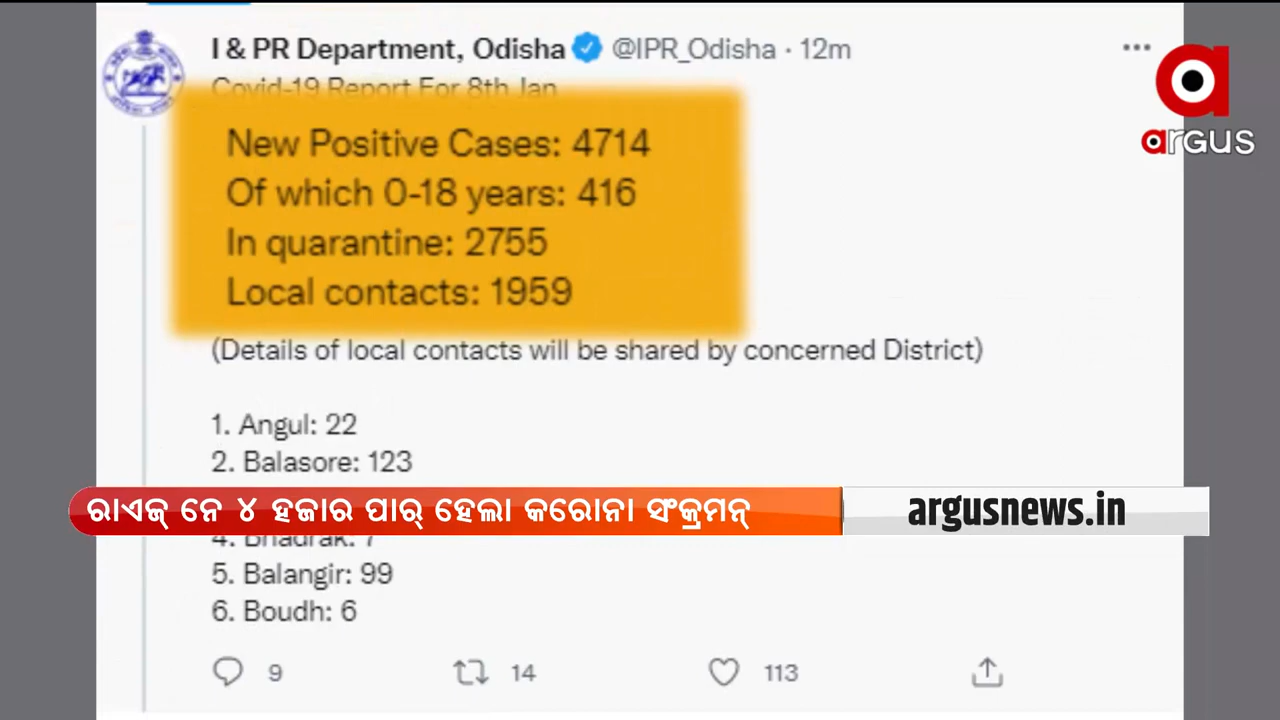 I & PR Department, Odisha @IPR_Odisha · 12m
Covid-19 Report For 8th Jan
New Positive Cases: 4714
Of which 0-18 years: 416
In quarantine: 2755
Local contacts: 1959
(Details of local contacts will be shared by concerned District)
1. Angul: 22
2. Balasore: 123
ରାଏଜ୍ ନେ ୪ ହଜାର ପାର୍ ହେଲା କରୋନା ସଂକ୍ରମନ୍
argusnews.in
4. Bhadrak: 7
5. Balangir: 99
6. Boudh: 6
9 14 113
argus